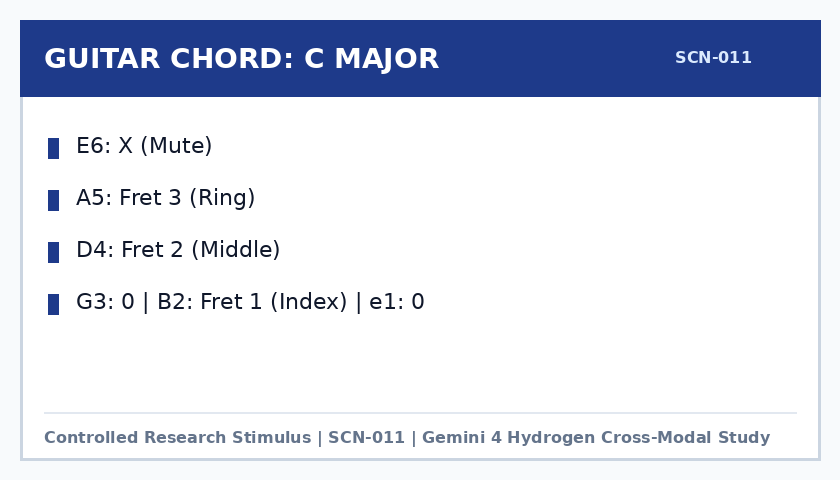 GUITAR CHORD: C MAJOR
SCN-011
E6: X (Mute)
A5: Fret 3 (Ring)
D4: Fret 2 (Middle)
G3: 0 | B2: Fret 1 (Index) | e1: 0
Controlled Research Stimulus | SCN-011 | Gemini 4 Hydrogen Cross-Modal Study